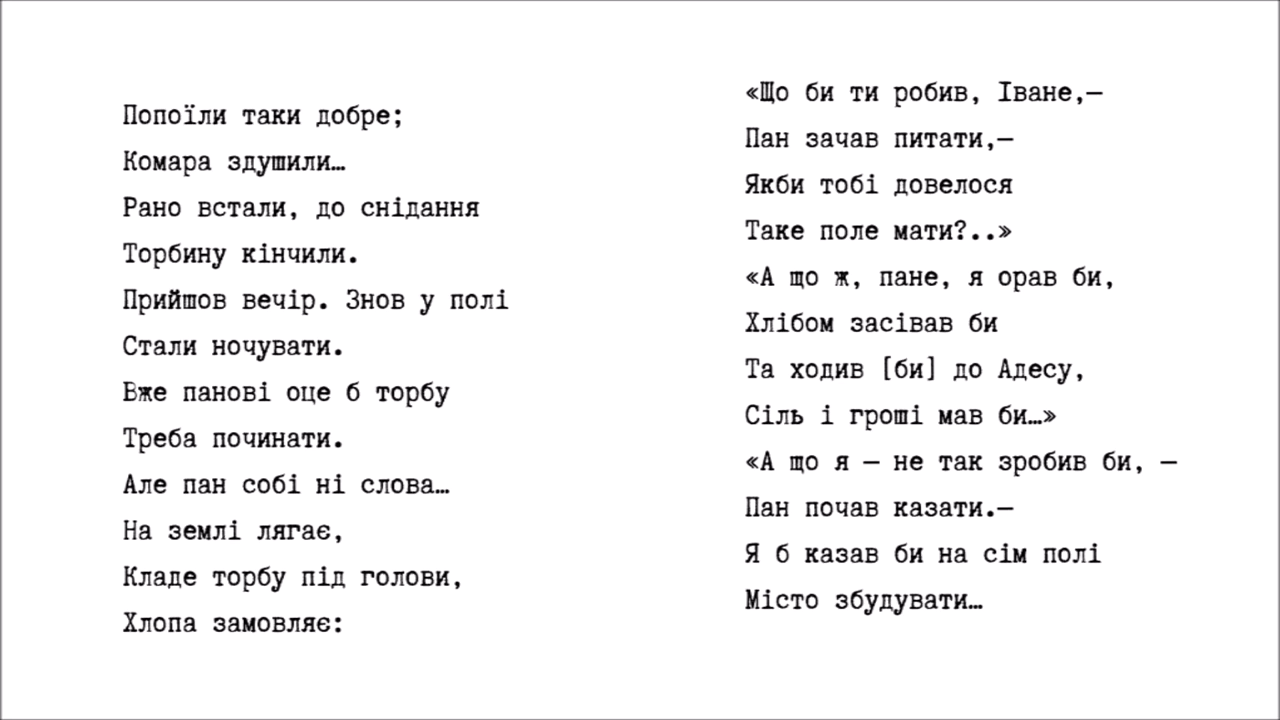 Попоїли таки добре;
Комара здушили…
Рано встали, до снідання
Торбину кінчили.
Прийшов вечір. Знов у полі
Стали ночувати.
Вже панові оце б торбу
Треба починати.
Але пан собі ні слова…
На землі лягає,
Кладе торбу під голови,
Хлопа замовляє:
«Що би ти робив, Іване,—
Пан зачав питати,—
Якби тобі довелося
Таке поле мати?..»
«А що ж, пане, я орав би,
Хлібом засівав би
Та ходив [би] до Адесу,
Сіль і гроші мав би…»
«А що я — не так зробив би, —
Пан почав казати.—
Я б казав би на сім полі
Місто збудувати…